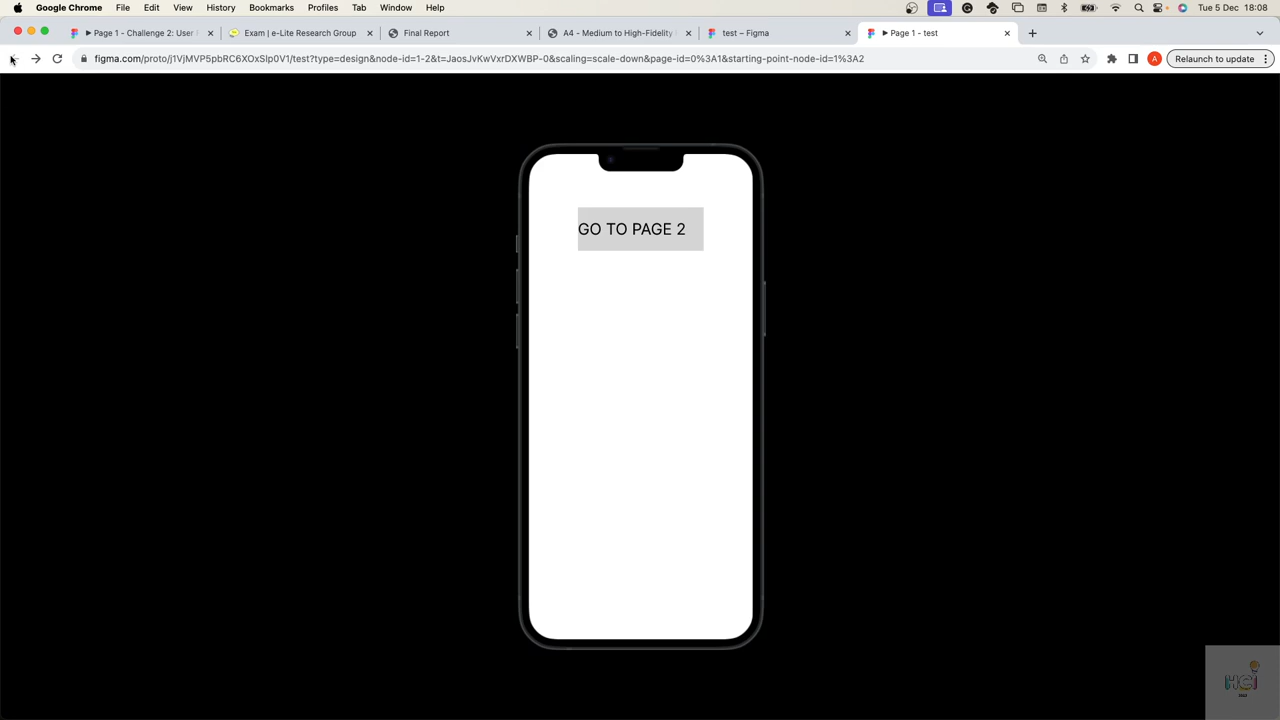 Google Chrome File Edit View History Bookmarks Profiles Tab Window Help Tue 5 Dec 18:08
Page 1 - Challenge 2: User Exam | e-Lite Research Group Final Report A4 - Medium to High-Fidelity test – Figma Page 1 - test
figma.com/proto/j1VjMVP5pbRC6XOxSlp0V1/test?type=design&node-id=1-2&t=JaosJvKwVxrDXWBP-0&scaling=scale-down&page-id=0%3A1&starting-point-node-id=1%3A2 A Relaunch to update
GO TO PAGE 2
HCI
2023